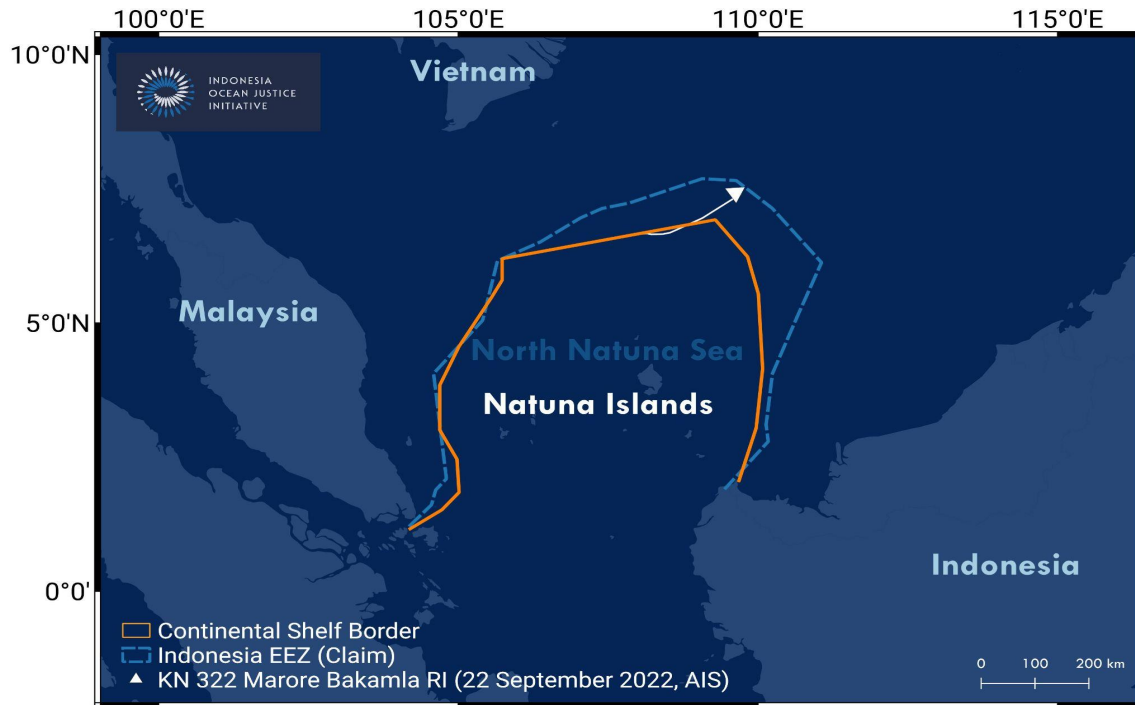 100°0'E 105°0'E 110°0'E 115°0'E
10°0'N
INDONESIA
OCEAN JUSTICE
INITIATIVE
Vietnam
5°0'N
Malaysia
North Natuna Sea
Natuna Islands
Indonesia
0°0'
Continental Shelf Border
Indonesia EEZ (Claim)
KN 322 Marore Bakamla RI (22 September 2022, AIS)
0 100 200 km